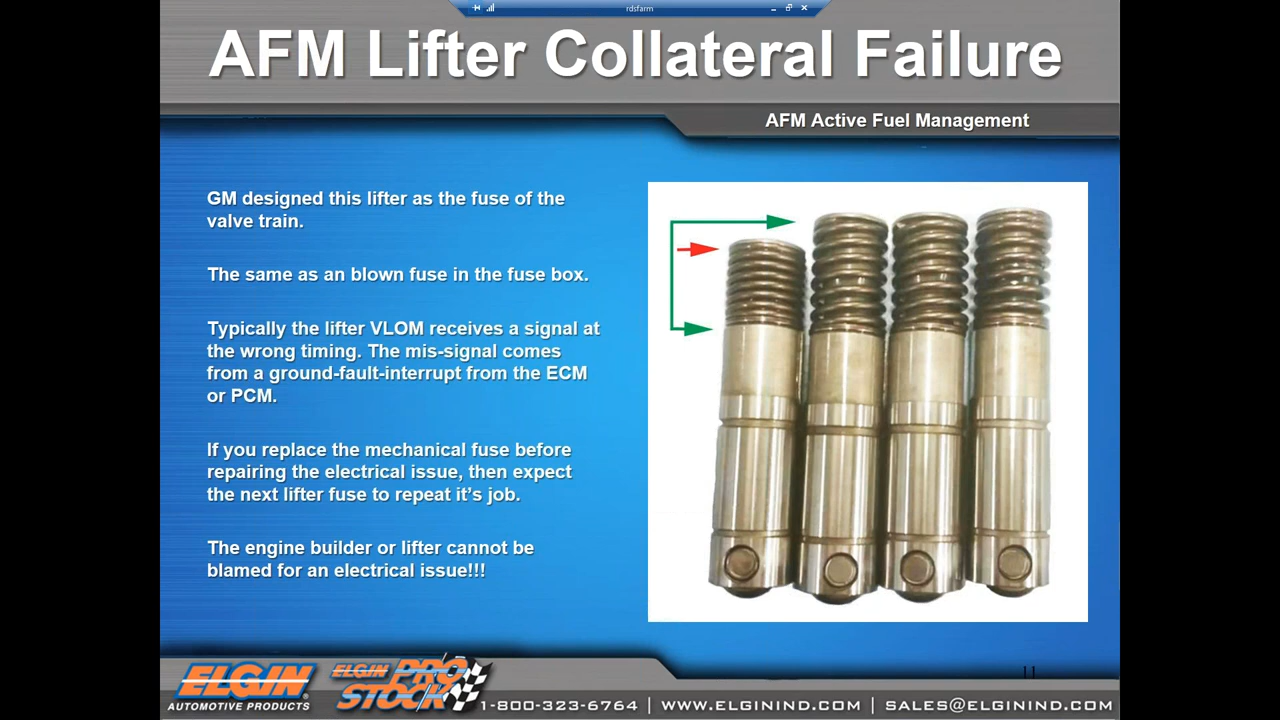 rdsfarm
AFM Lifter Collateral Failure
AFM Active Fuel Management
GM designed this lifter as the fuse of the
valve train.
The same as an blown fuse in the fuse box.
Typically the lifter VLOM receives a signal at
the wrong timing. The mis-signal comes
from a ground-fault-interrupt from the ECM
or PCM.
If you replace the mechanical fuse before
repairing the electrical issue, then expect
the next lifter fuse to repeat it's job.
The engine builder or lifter cannot be
blamed for an electrical issue!!!
11
ELGIN
AUTOMOTIVE PRODUCTS
ELGIN PRO
STOCK
1-800-323-6764 | WWW.ELGININD.COM | SALES@ELGININD.COM